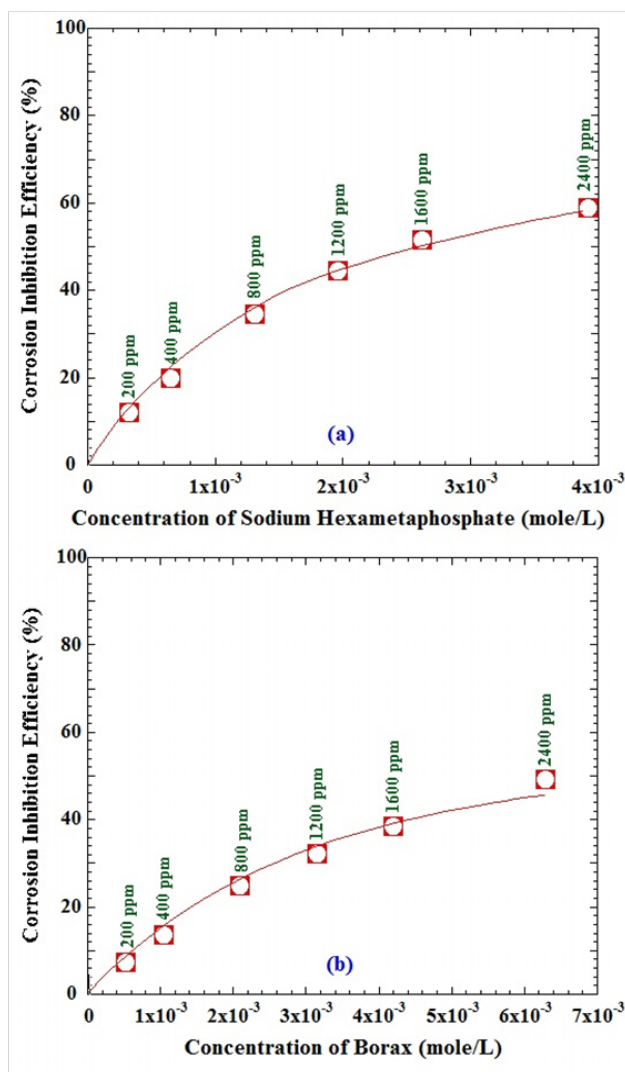 100
80
60
40
20
0
Corrosion Inhibition Efficiency (%)
200 ppm
400 ppm
800 ppm
1200 ppm
1600 ppm
2400 ppm
(a)
0 1x10⁻³ 2x10⁻³ 3x10⁻³ 4x10⁻³
Concentration of Sodium Hexametaphosphate (mole/L)
100
80
60
40
20
0
Corrosion Inhibition Efficiency (%)
200 ppm
400 ppm
800 ppm
1200 ppm
1600 ppm
2400 ppm
(b)
0 1x10⁻³ 2x10⁻³ 3x10⁻³ 4x10⁻³ 5x10⁻³ 6x10⁻³ 7x10⁻³
Concentration of Borax (mole/L)